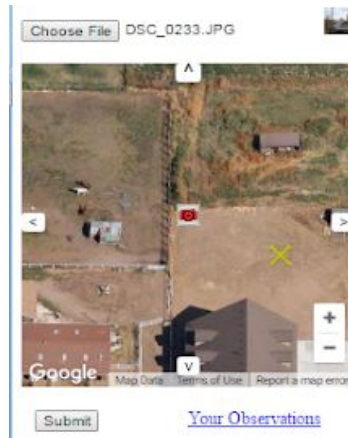 Choose File DSC_0233.JPG
^
< >
+
−
v
Google Map Data Terms of Use Report a map error
Submit Your Observations